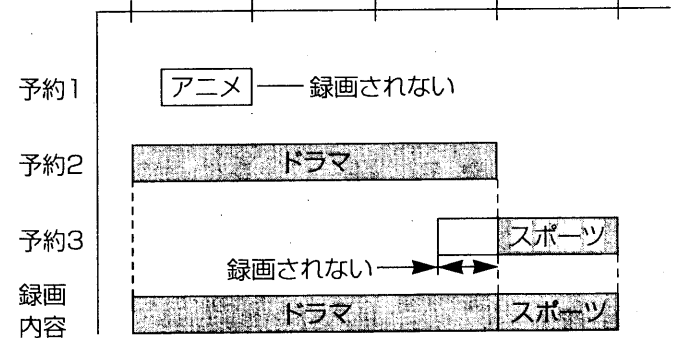 予約1 アニメ 録画されない
予約2 ドラマ
予約3 スポーツ
録画されない
録画
内容 ドラマ スポーツ